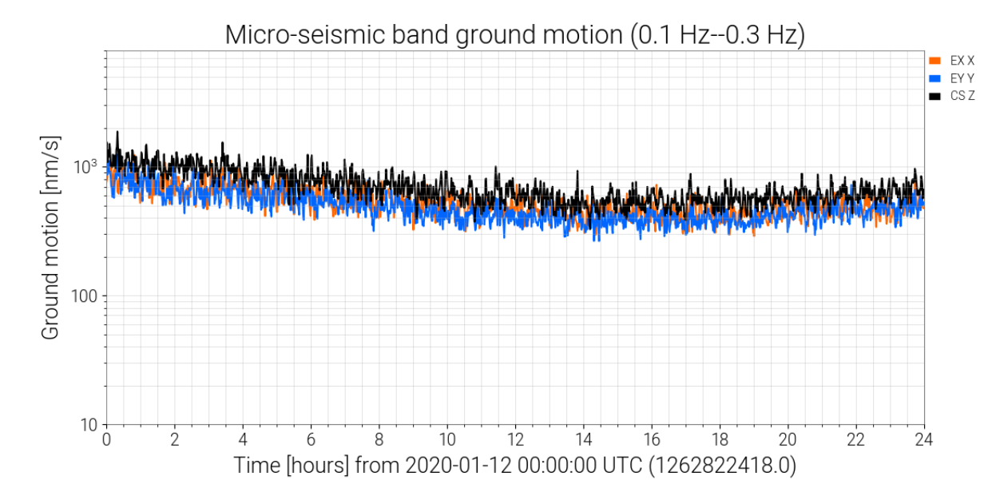 Micro-seismic band ground motion (0.1 Hz--0.3 Hz)
EX X
EY Y
CS Z
Ground motion [nm/s]
10³
100
10
0 2 4 6 8 10 12 14 16 18 20 22 24
Time [hours] from 2020-01-12 00:00:00 UTC (1262822418.0)